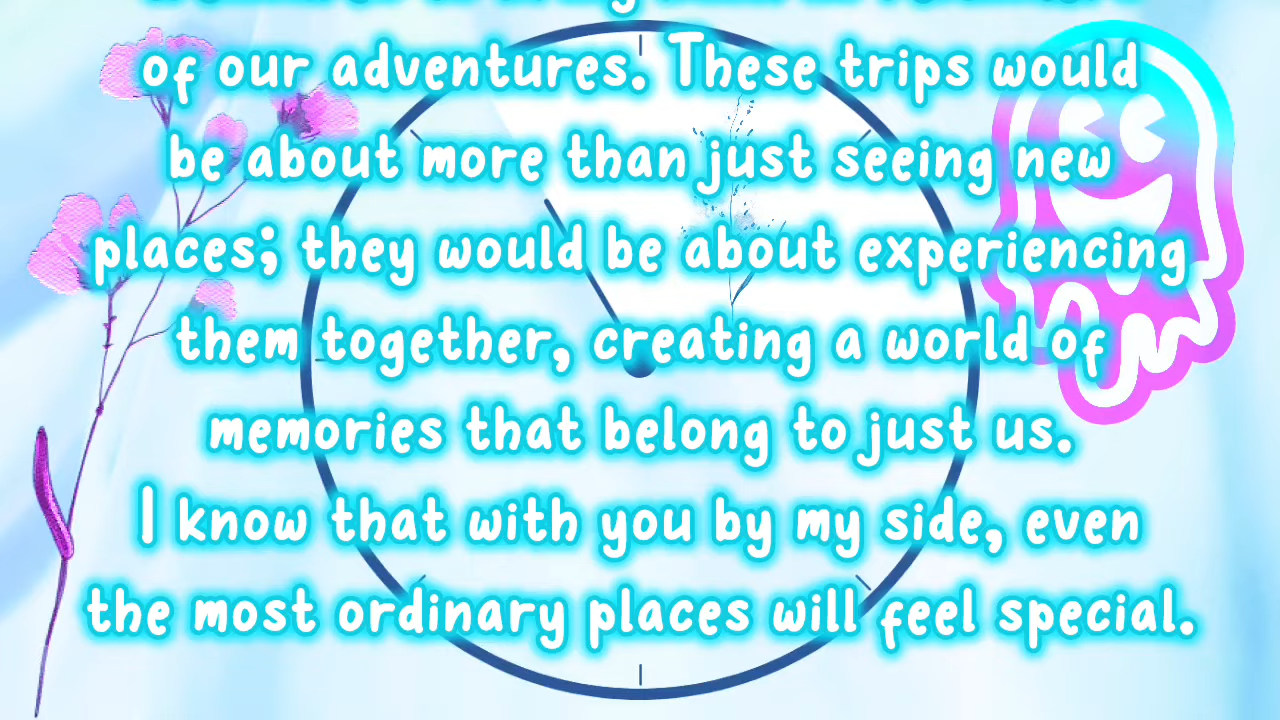 of our adventures. These trips would
be about more than just seeing new
places; they would be about experiencing
them together, creating a world of
memories that belong to just us.
I know that with you by my side, even
the most ordinary places will feel special.